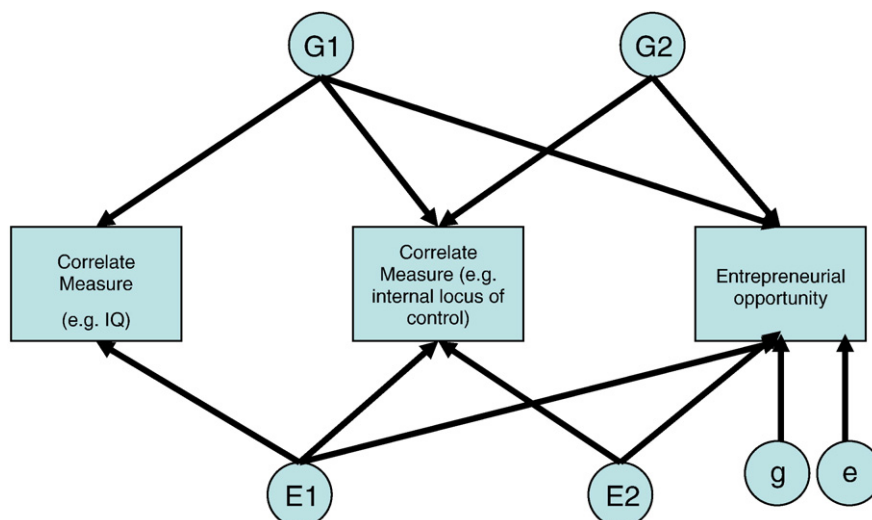 G1
G2
Correlate
Measure
(e.g. IQ)
Correlate
Measure (e.g.
internal locus of
control)
Entrepreneurial
opportunity
E1
E2
g
e